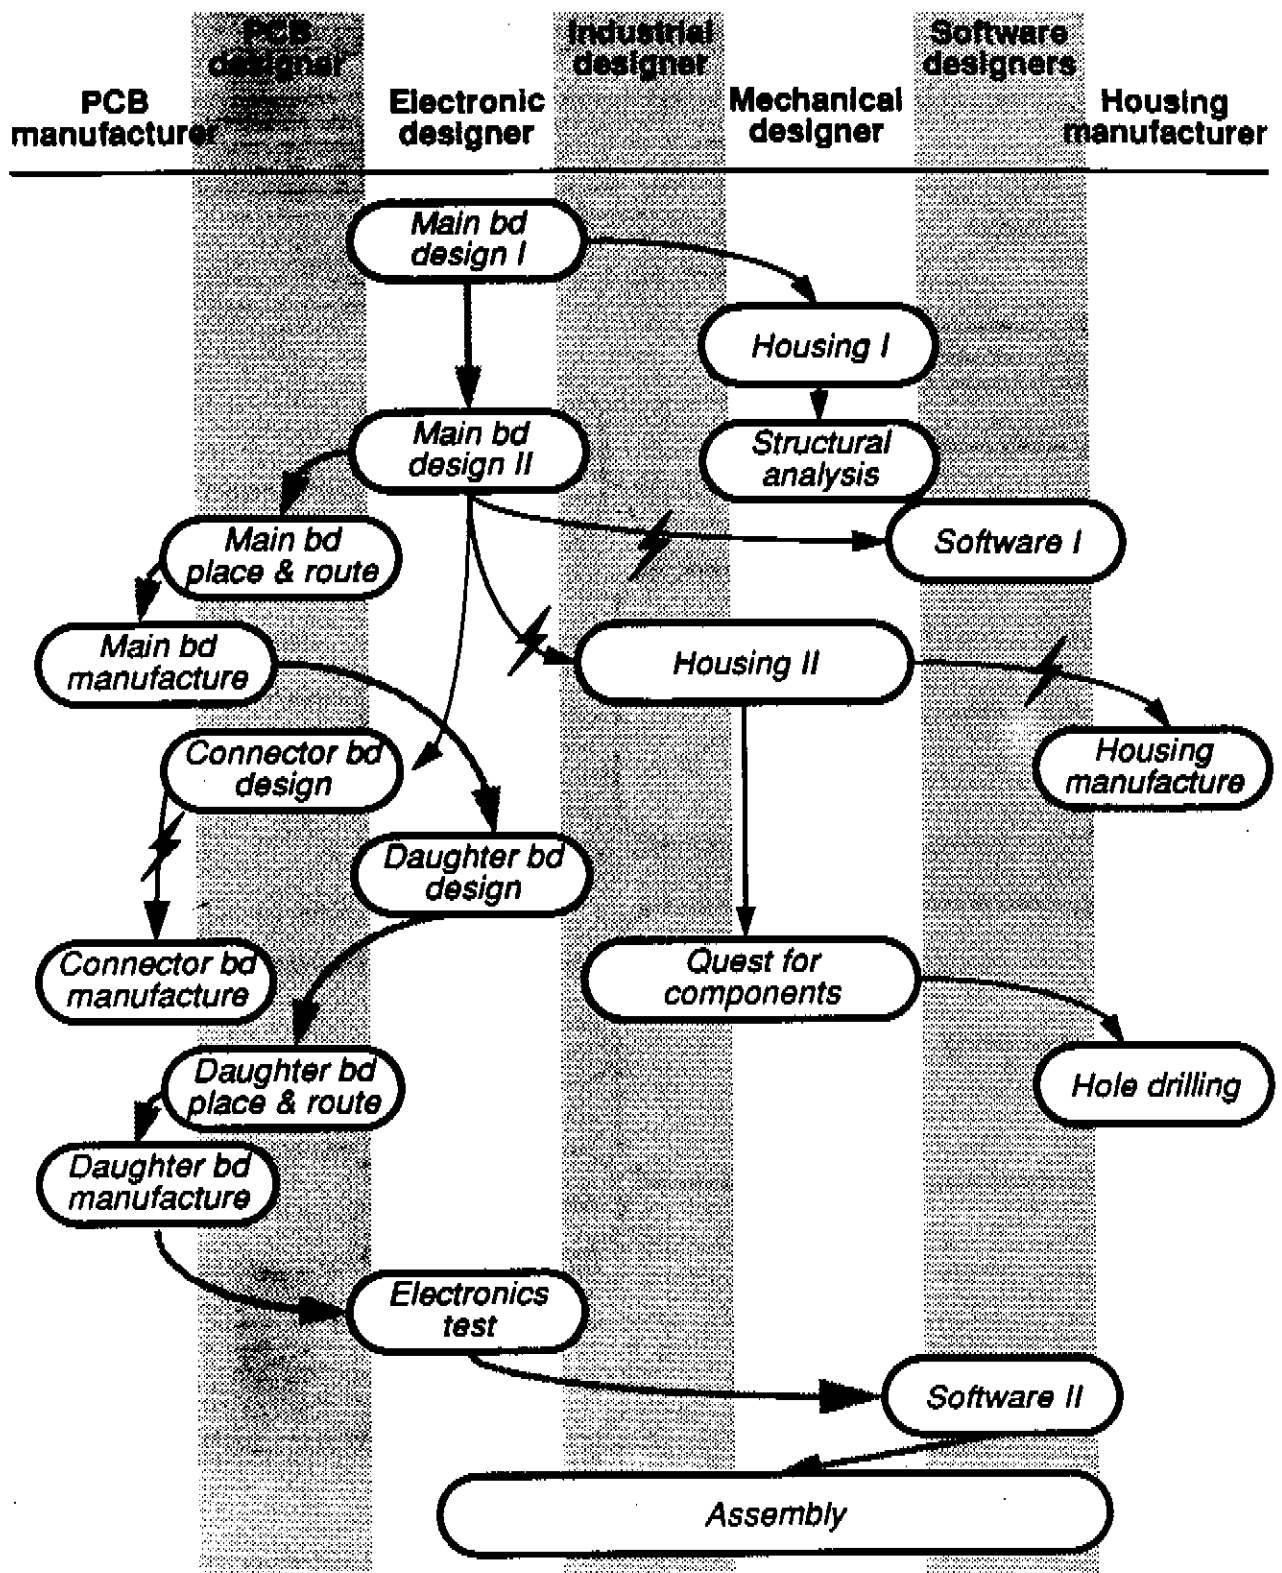 PCB
designer
Industrial
designer
Software
designers
PCB
manufacturer
Electronic
designer
Mechanical
designer
Housing
manufacturer
Main bd
design I
Housing I
Main bd
design II
Structural
analysis
Software I
Main bd
place & route
Main bd
manufacture
Housing II
Connector bd
design
Housing
manufacture
Daughter bd
design
Connector bd
manufacture
Quest for
components
Daughter bd
place & route
Hole drilling
Daughter bd
manufacture
Electronics
test
Software II
Assembly